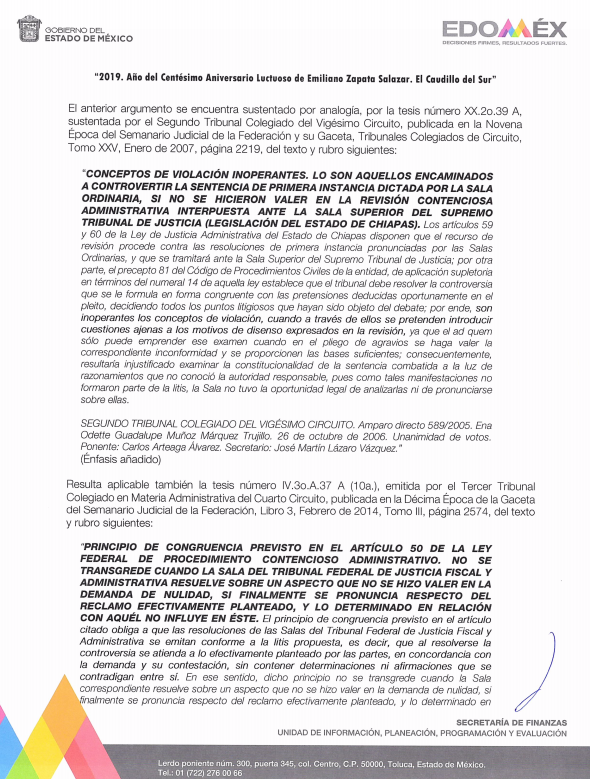 GOBIERNO DEL
ESTADO DE MÉXICO
EDOMÉX
DECISIONES FIRMES, RESULTADOS FUERTES.
"2019. Año del Centésimo Aniversario Luctuoso de Emiliano Zapata Salazar. El Caudillo del Sur"
El anterior argumento se encuentra sustentado por analogía, por la tesis número XX.2o.39 A,
sustentada por el Segundo Tribunal Colegiado del Vigésimo Circuito, publicada en la Novena
Época del Semanario Judicial de la Federación y su Gaceta, Tribunales Colegiados de Circuito,
Tomo XXV, Enero de 2007, página 2219, del texto y rubro siguientes:
"CONCEPTOS DE VIOLACIÓN INOPERANTES. LO SON AQUELLOS ENCAMINADOS
A CONTROVERTIR LA SENTENCIA DE PRIMERA INSTANCIA DICTADA POR LA SALA
ORDINARIA, SI NO SE HICIERON VALER EN LA REVISIÓN CONTENCIOSA
ADMINISTRATIVA INTERPUESTA ANTE LA SALA SUPERIOR DEL SUPREMO
TRIBUNAL DE JUSTICIA (LEGISLACIÓN DEL ESTADO DE CHIAPAS). Los artículos 59
y 60 de la Ley de Justicia Administrativa del Estado de Chiapas disponen que el recurso de
revisión procede contra las resoluciones de primera instancia pronunciadas por las Salas
Ordinarias, y que se tramitará ante la Sala Superior del Supremo Tribunal de Justicia; por otra
parte, el precepto 81 del Código de Procedimientos Civiles de la entidad, de aplicación supletoria
en términos del numeral 14 de aquella ley establece que el tribunal debe resolver la controversia
que se le formula en forma congruente con las pretensiones deducidas oportunamente en el
pleito, decidiendo todos los puntos litigiosos que hayan sido objeto del debate; por ende, son
inoperantes los conceptos de violación, cuando a través de ellos se pretenden introducir
cuestiones ajenas a los motivos de disenso expresados en la revisión, ya que el ad quem
sólo puede emprender ese examen cuando en el pliego de agravios se haga valer la
correspondiente inconformidad y se proporcionen las bases suficientes; consecuentemente,
resultaría injustificado examinar la constitucionalidad de la sentencia combatida a la luz de
razonamientos que no conoció la autoridad responsable, pues como tales manifestaciones no
formaron parte de la litis, la Sala no tuvo la oportunidad legal de analizarlas ni de pronunciarse
sobre ellas.
SEGUNDO TRIBUNAL COLEGIADO DEL VIGÉSIMO CIRCUITO. Amparo directo 589/2005. Ena
Odette Guadalupe Muñoz Márquez Trujillo. 26 de octubre de 2006. Unanimidad de votos.
Ponente: Carlos Arteaga Álvarez. Secretario: José Martín Lázaro Vázquez."
(Énfasis añadido)
Resulta aplicable también la tesis número IV.3o.A.37 A (10a.), emitida por el Tercer Tribunal
Colegiado en Materia Administrativa del Cuarto Circuito, publicada en la Décima Época de la Gaceta
del Semanario Judicial de la Federación, Libro 3, Febrero de 2014, Tomo III, página 2574, del texto
y rubro siguientes:
"PRINCIPIO DE CONGRUENCIA PREVISTO EN EL ARTÍCULO 50 DE LA LEY
FEDERAL DE PROCEDIMIENTO CONTENCIOSO ADMINISTRATIVO. NO SE
TRANSGREDE CUANDO LA SALA DEL TRIBUNAL FEDERAL DE JUSTICIA FISCAL Y
ADMINISTRATIVA RESUELVE SOBRE UN ASPECTO QUE NO SE HIZO VALER EN LA
DEMANDA DE NULIDAD, SI FINALMENTE SE PRONUNCIA RESPECTO DEL
RECLAMO EFECTIVAMENTE PLANTEADO, Y LO DETERMINADO EN RELACIÓN
CON AQUÉL NO INFLUYE EN ÉSTE. El principio de congruencia previsto en el artículo
citado obliga a que las resoluciones de las Salas del Tribunal Federal de Justicia Fiscal y
Administrativa se emitan conforme a la litis propuesta, es decir, que al resolverse la
controversia se atienda a lo efectivamente planteado por las partes, en concordancia con
la demanda y su contestación, sin contener determinaciones ni afirmaciones que se
contradigan entre sí. En ese sentido, dicho principio no se transgrede cuando la Sala
correspondiente resuelve sobre un aspecto que no se hizo valer en la demanda de nulidad, si
finalmente se pronuncia respecto del reclamo efectivamente planteado, y lo determinado en
SECRETARÍA DE FINANZAS
UNIDAD DE INFORMACIÓN, PLANEACIÓN, PROGRAMACIÓN Y EVALUACIÓN
Lerdo poniente núm. 300, puerta 345, col. Centro, C.P. 50000, Toluca, Estado de México.
Tel.: 01 (722) 276 00 66